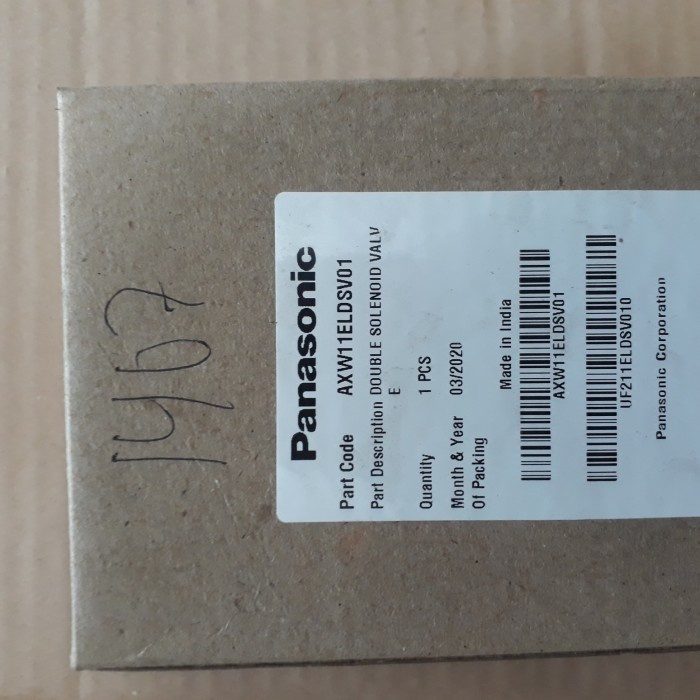 1467
Panasonic
Part Code AXW11ELDSV01
Part Description DOUBLE SOLENOID VALV
E
Quantity 1 PCS
Month & Year 03/2020
Of Packing
Made in India
AXW11ELDSV01
UF211ELDSV010
Panasonic Corporation